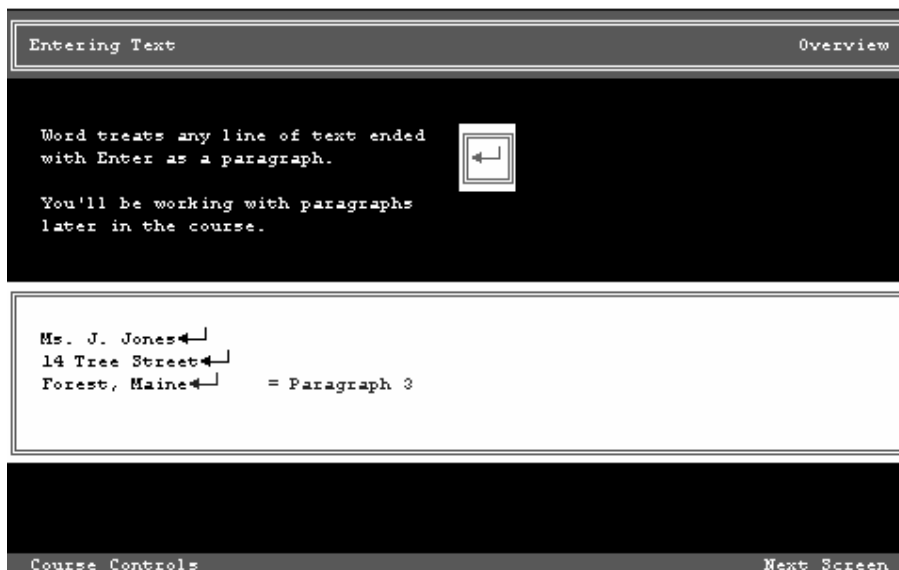 Entering Text
Overview
Word treats any line of text ended
with Enter as a paragraph.
You'll be working with paragraphs
later in the course.
Ms. J. Jones
14 Tree Street
Forest, Maine = Paragraph 3
Course Controls
Next Screen